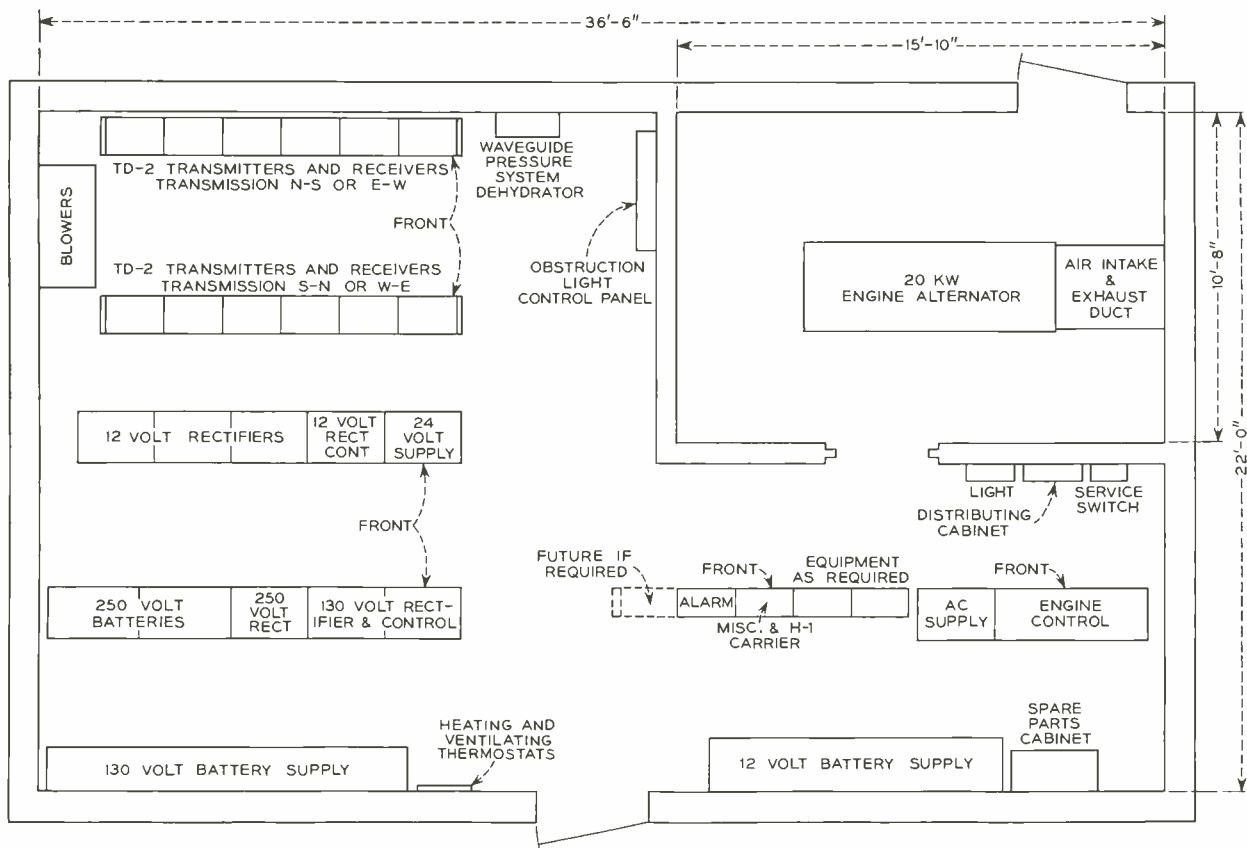 36'-6"
15'-10"
TD-2 TRANSMITTERS AND RECEIVERS
TRANSMISSION N-S OR E-W
WAVEGUIDE
PRESSURE
SYSTEM
DEHYDRATOR
BLOWERS
FRONT
TD-2 TRANSMITTERS AND RECEIVERS
TRANSMISSION S-N OR W-E
OBSTRUCTION
LIGHT
CONTROL PANEL
20 KW
ENGINE ALTERNATOR
AIR INTAKE
&
EXHAUST
DUCT
10'-8"
22'-0"
12 VOLT RECTIFIERS
12 VOLT
RECT
CONT
24
VOLT
SUPPLY
FRONT
LIGHT
DISTRIBUTING
CABINET
SERVICE
SWITCH
250 VOLT
BATTERIES
250
VOLT
RECT
130 VOLT RECT-
IFIER & CONTROL
FUTURE IF
REQUIRED
FRONT
EQUIPMENT
AS REQUIRED
ALARM
MISC. & H-1
CARRIER
FRONT
AC
SUPPLY
ENGINE
CONTROL
130 VOLT BATTERY SUPPLY
HEATING AND
VENTILATING
THERMOSTATS
12 VOLT BATTERY SUPPLY
SPARE
PARTS
CABINET